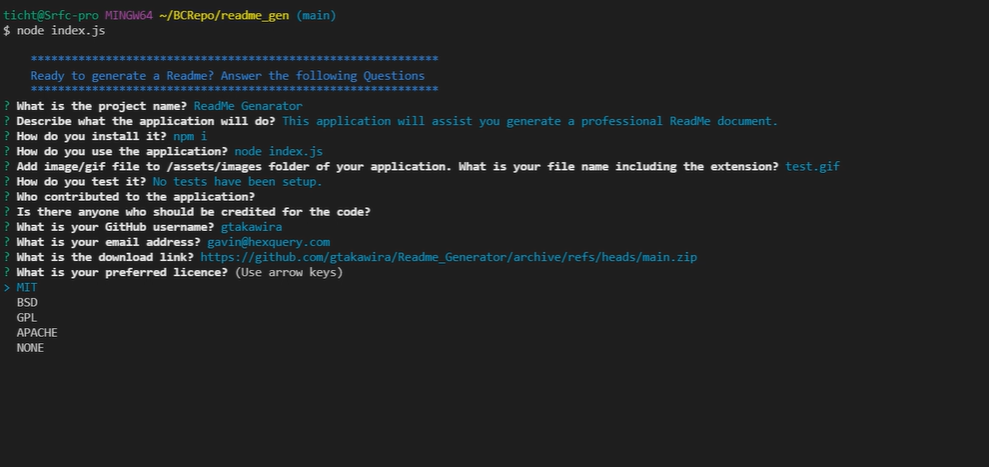 ticht@Srfc-pro MINGW64 ~/BCRepo/readme_gen (main)
$ node index.js
************************************************************
Ready to generate a Readme? Answer the following Questions
************************************************************
? What is the project name? ReadMe Genarator
? Describe what the application will do? This application will assist you generate a professional ReadMe document.
? How do you install it? npm i
? How do you use the application? node index.js
? Add image/gif file to /assets/images folder of your application. What is your file name including the extension? test.gif
? How do you test it? No tests have been setup.
? Who contributed to the application?
? Is there anyone who should be credited for the code?
? What is your GitHub username? gtakawira
? What is your email address? gavin@hexquery.com
? What is the download link? https://github.com/gtakawira/Readme_Generator/archive/refs/heads/main.zip
? What is your preferred licence? (Use arrow keys)
> MIT
BSD
GPL
APACHE
NONE